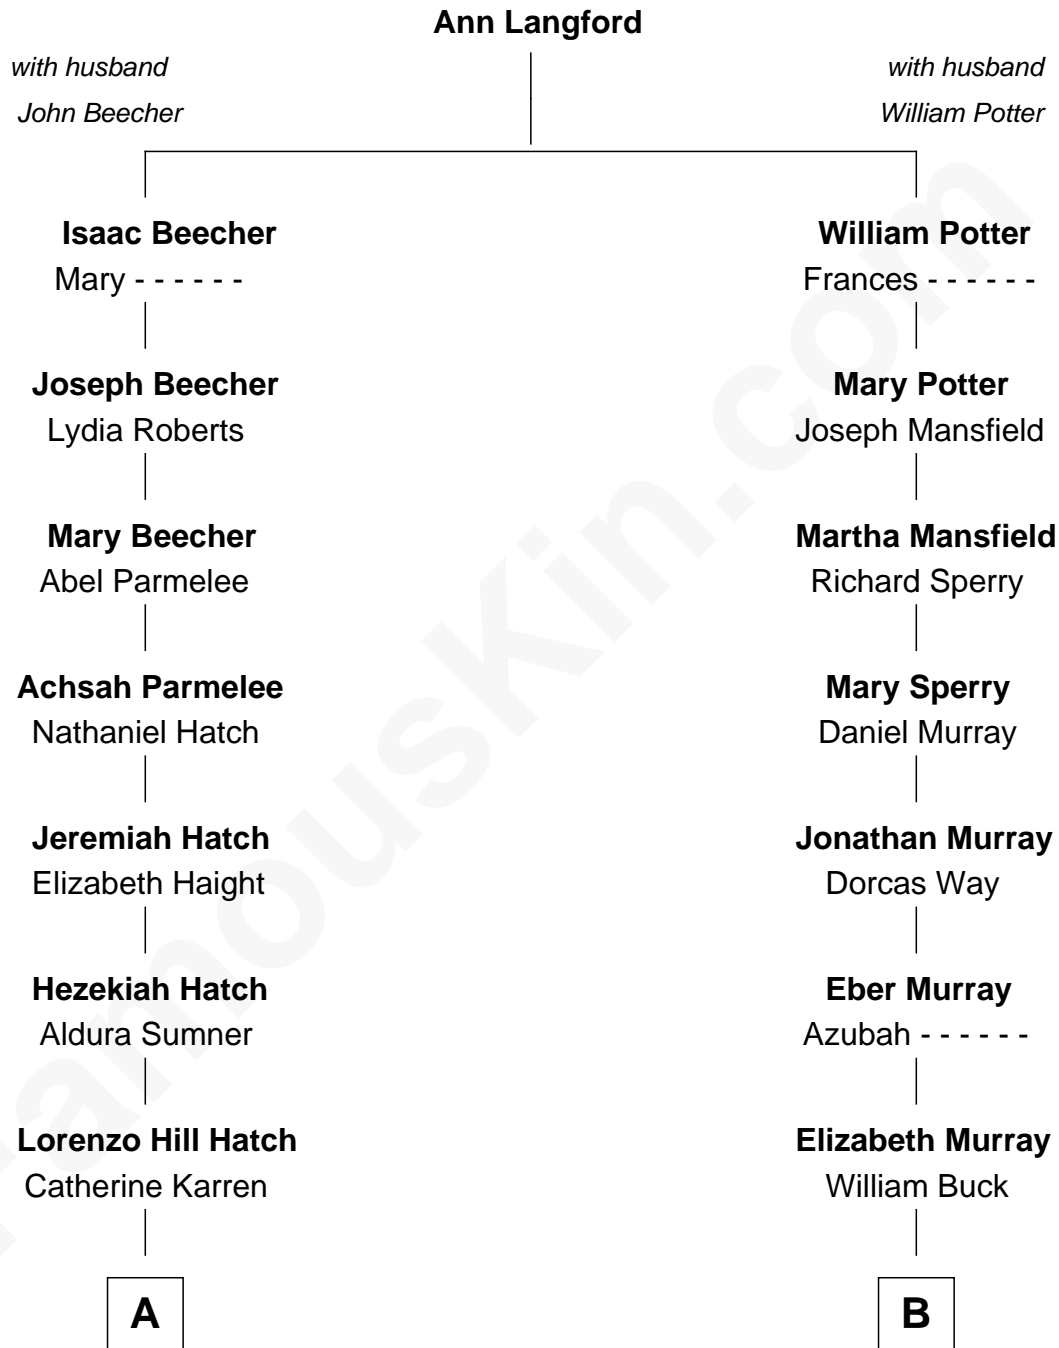 Ann Langford
with husband
John Beecher
with husband
William Potter
Isaac Beecher
Mary - - - - - -
William Potter
Frances - - - - - -
Joseph Beecher
Lydia Roberts
Mary Potter
Joseph Mansfield
Mary Beecher
Abel Parmelee
Martha Mansfield
Richard Sperry
Achsah Parmelee
Nathaniel Hatch
Mary Sperry
Daniel Murray
Jeremiah Hatch
Elizabeth Haight
Jonathan Murray
Dorcas Way
Hezekiah Hatch
Aldura Sumner
Eber Murray
Azubah - - - - - -
Lorenzo Hill Hatch
Catherine Karren
Elizabeth Murray
William Buck
A
B
FamousKin.com